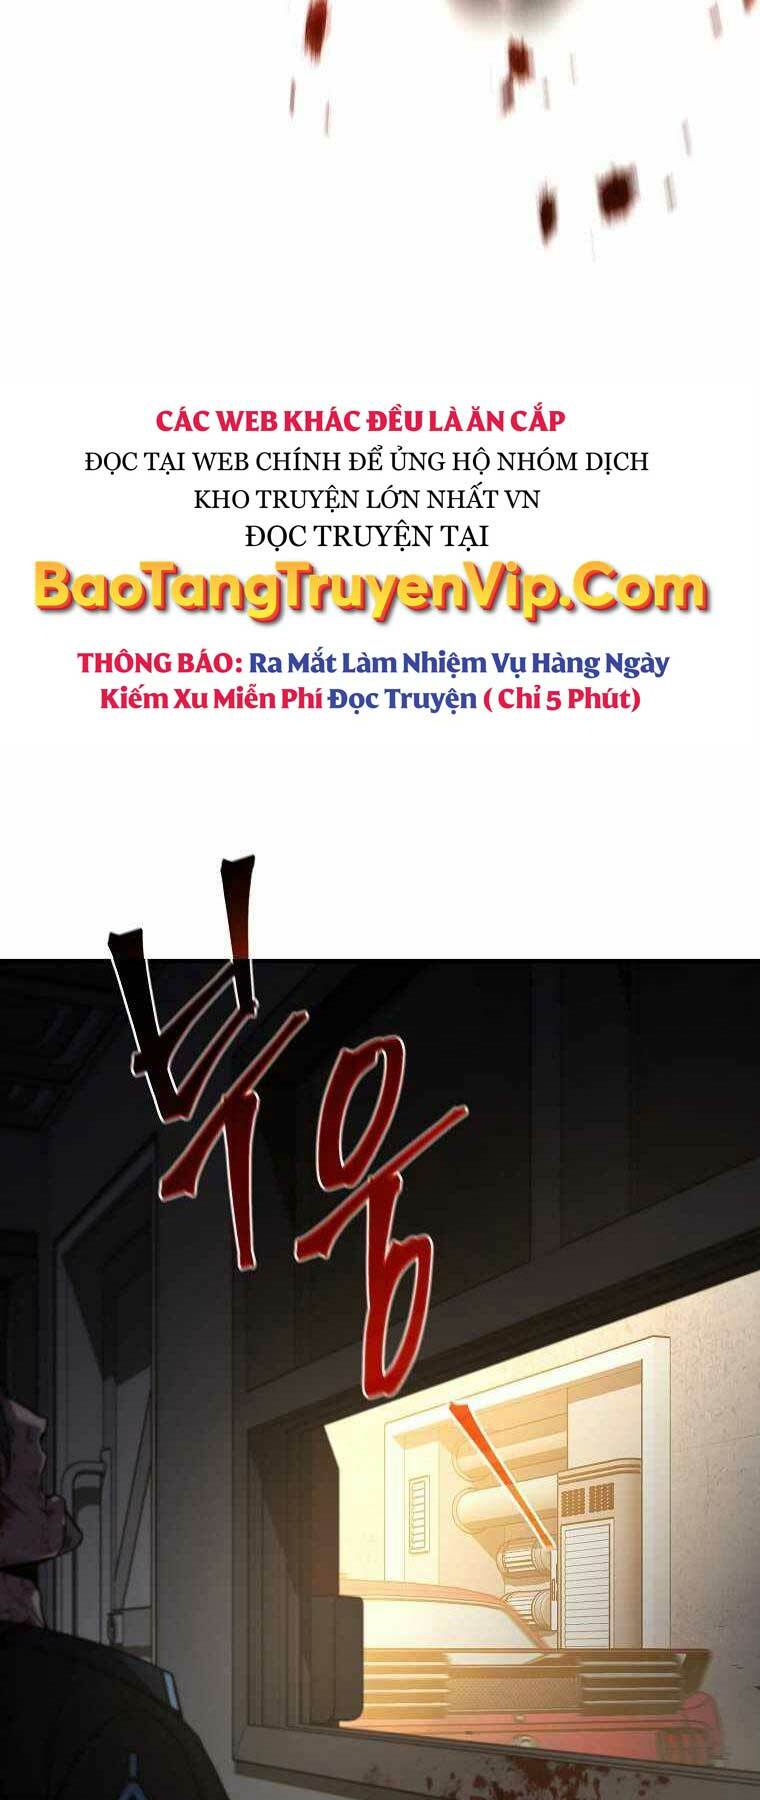 CÁC WEB KHÁC ĐỀU LÀ ĂN CẮP
ĐỌC TẠI WEB CHÍNH ĐỂ ỦNG HỘ NHÓM DỊCH
KHO TRUYỆN LỚN NHẤT VN
ĐỌC TRUYỆN TẠI
BaoTangTruyenVip.Com
THÔNG BÁO: Ra Mắt Làm Nhiệm Vụ Hàng Ngày
Kiếm Xu Miễn Phí Đọc Truyện ( Chỉ 5 Phút)
부웅